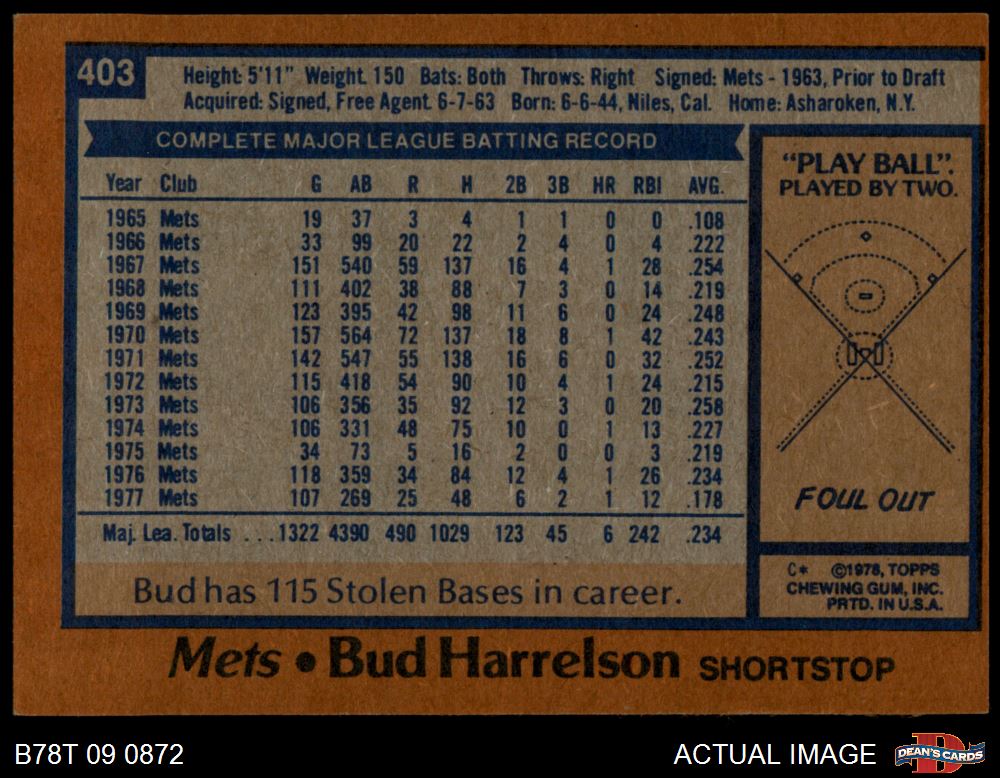 403
Height: 5'11" Weight. 150 Bats: Both Throws: Right Signed: Mets - 1963, Prior to Draft
Acquired: Signed, Free Agent. 6-7-63 Born: 6-6-44, Niles, Cal. Home: Asharoken, N.Y.
COMPLETE MAJOR LEAGUE BATTING RECORD
Year Club G AB R H 2B 3B HR RBI AVG.
1965 Mets 19 37 3 4 1 1 0 0 .108
1966 Mets 33 99 20 22 2 4 0 4 .222
1967 Mets 151 540 59 137 16 4 1 28 .254
1968 Mets 111 402 38 88 7 3 0 14 .219
1969 Mets 123 395 42 98 11 6 0 24 .248
1970 Mets 157 564 72 137 18 8 1 42 .243
1971 Mets 142 547 55 138 16 6 0 32 .252
1972 Mets 115 418 54 90 10 4 1 24 .215
1973 Mets 106 356 35 92 12 3 0 20 .258
1974 Mets 106 331 48 75 10 0 1 13 .227
1975 Mets 34 73 5 16 2 0 0 3 .219
1976 Mets 118 359 34 84 12 4 1 26 .234
1977 Mets 107 269 25 48 6 2 1 12 .178
Maj. Lea. Totals ...1322 4390 490 1029 123 45 6 242 .234
Bud has 115 Stolen Bases in career.
"PLAY BALL".
PLAYED BY TWO.
FOUL OUT
C* ©1978, TOPPS
CHEWING GUM, INC.
PRTD. IN U.S.A.
Mets • Bud Harrelson SHORTSTOP
B78T 09 0872
ACTUAL IMAGE
D
DEAN'S CARDS